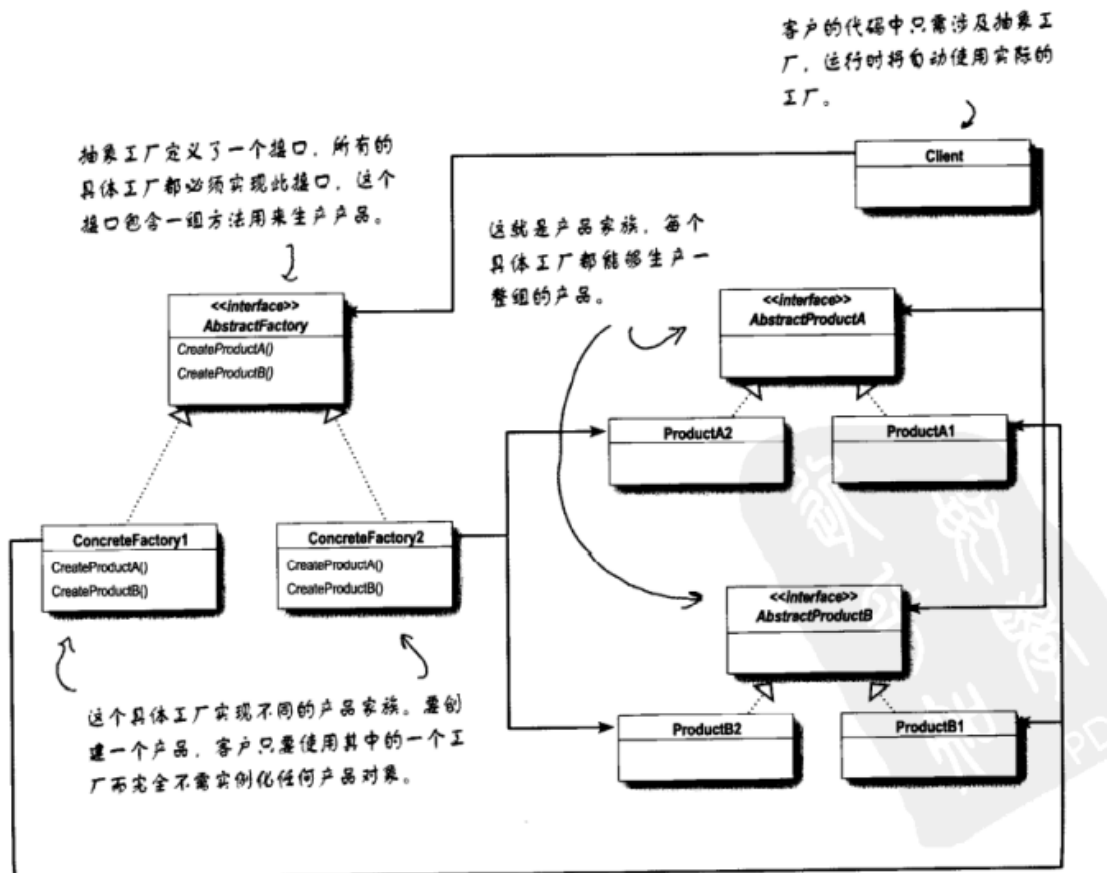 客户的代码中只需涉及抽象工
厂，运行时将自动使用实际的
工厂。
Client
抽象工厂定义了一个接口，所有的
具体工厂都必须实现此接口，这个
接口包含一组方法用来生产产品。
这就是产品家族，每个
具体工厂都能够生产一
整组的产品。
<<interface>>
AbstractFactory
CreateProductA()
CreateProductB()
<<interface>>
AbstractProductA
ProductA2
ProductA1
ConcreteFactory1
CreateProductA()
CreateProductB()
ConcreteFactory2
CreateProductA()
CreateProductB()
<<interface>>
AbstractProductB
ProductB2
ProductB1
这个具体工厂实现不同的产品家族。要创
建一个产品，客户只要使用其中的一个工
厂而完全不需实例化任何产品对象。
PD